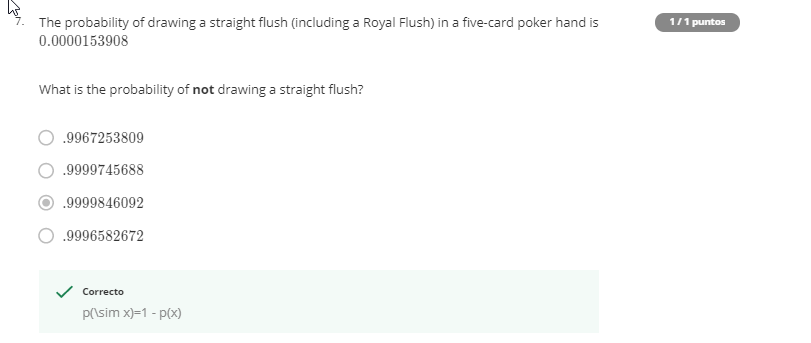 7. The probability of drawing a straight flush (including a Royal Flush) in a five-card poker hand is
0.0000153908
1 / 1 puntos
What is the probability of not drawing a straight flush?
.9967253809
.9999745688
.9999846092
.9996582672
Correcto
p(\sim x)=1 - p(x)